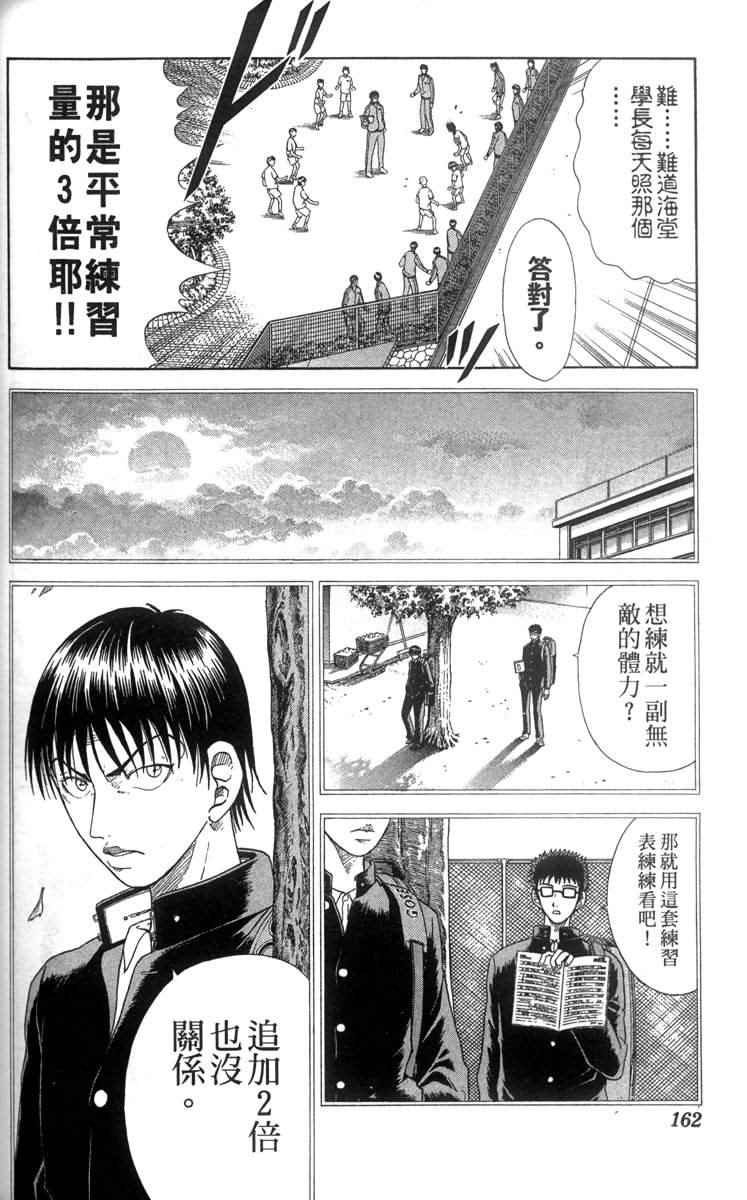 難……難道海堂
學長每天照那個
……
答對了。
那是平常練習
量的3倍耶!!
想練就一副無
敵的體力？
那就用這套練習
表練練看吧！
追加2倍
也沒
關係。
162